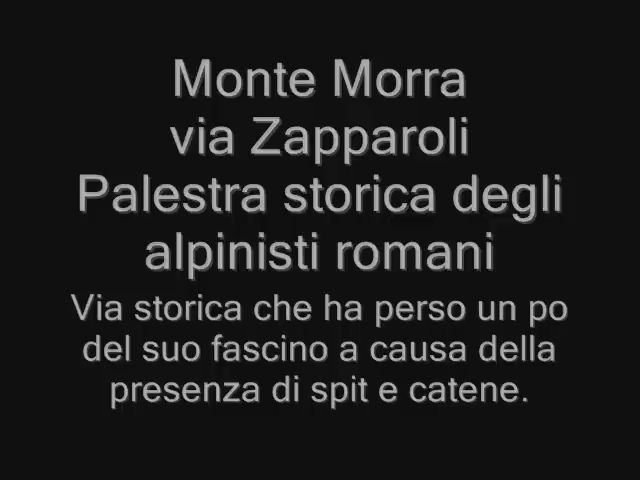 Monte Morra
via Zapparoli
Palestra storica degli
alpinisti romani
Via storica che ha perso un po
del suo fascino a causa della
presenza di spit e catene.